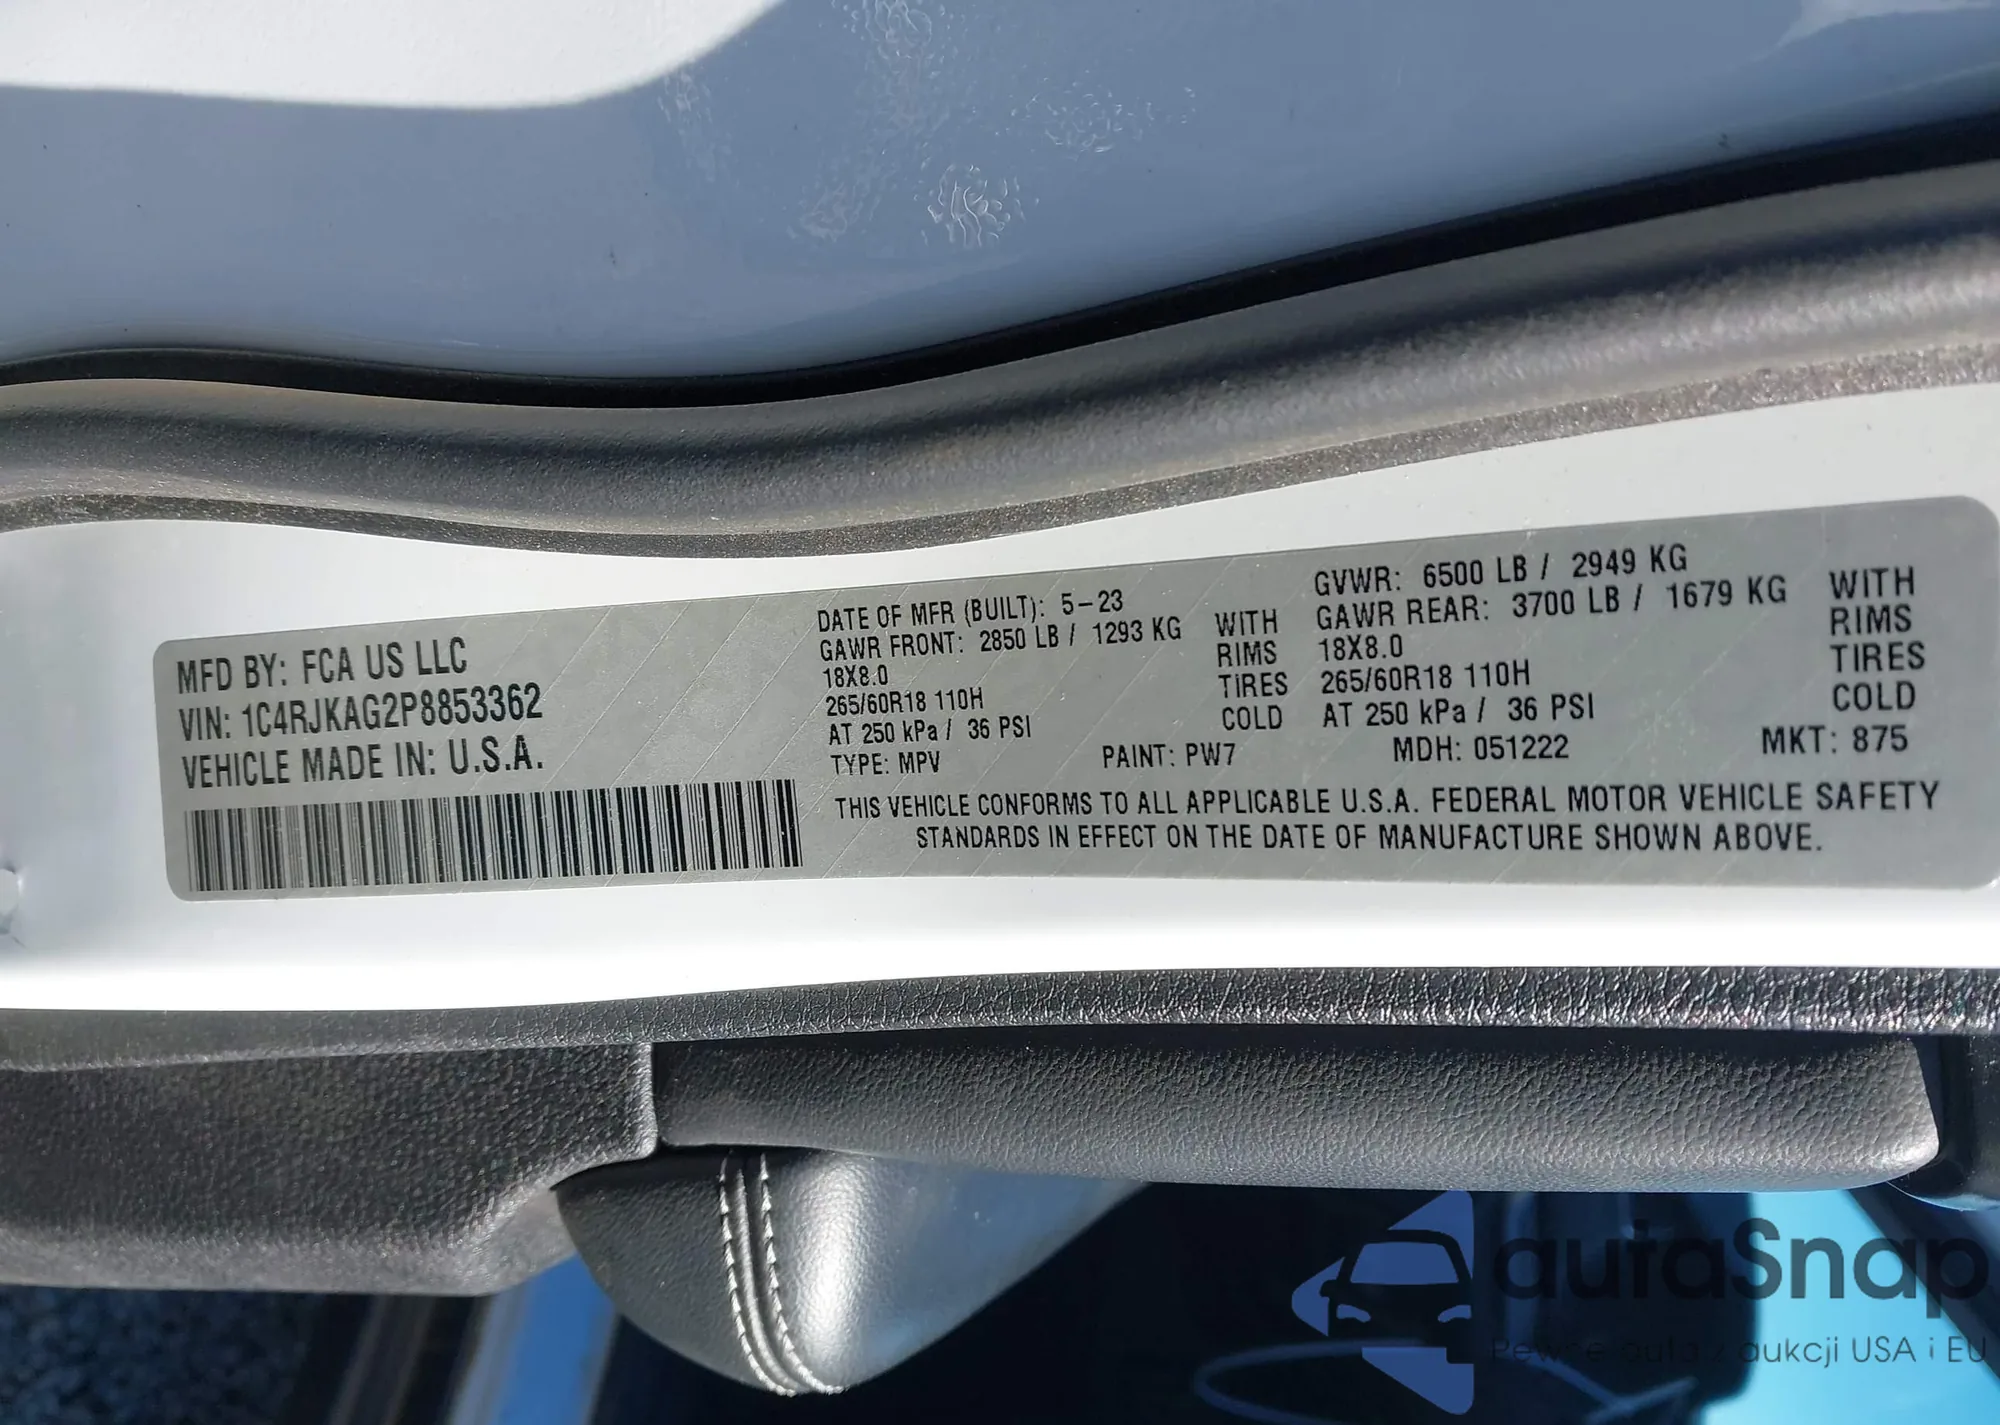 MFD BY: FCA US LLC
VIN: 1C4RJKAG2P8853362
VEHICLE MADE IN: U.S.A.
DATE OF MFR (BUILT): 5-23
GAWR FRONT: 2850 LB / 1293 KG WITH
18X8.0 RIMS
265/60R18 110H TIRES
AT 250 kPa / 36 PSI COLD
GVWR: 6500 LB / 2949 KG
GAWR REAR: 3700 LB / 1679 KG WITH
18X8.0 RIMS
265/60R18 110H TIRES
AT 250 kPa / 36 PSI COLD
TYPE: MPV PAINT: PW7 MDH: 051222 MKT: 875
THIS VEHICLE CONFORMS TO ALL APPLICABLE U.S.A. FEDERAL MOTOR VEHICLE SAFETY
STANDARDS IN EFFECT ON THE DATE OF MANUFACTURE SHOWN ABOVE.
autaSnap
Pewne auta z aukcji USA i EU